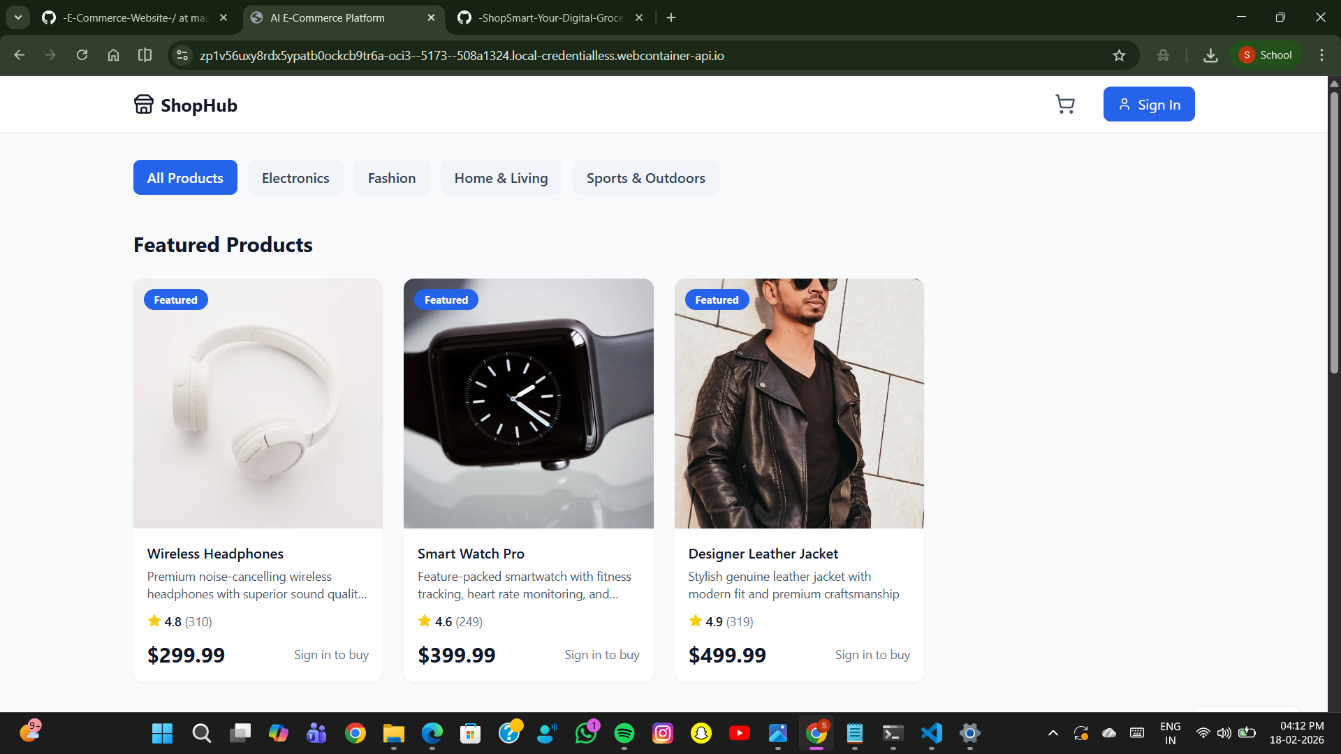 -E-Commerce-Website-/ at mai
AI E-Commerce Platform
-ShopSmart-Your-Digital-Groce
zp1v56uxy8rdx5ypatb0ockcb9tr6a-oci3--5173--508a1324.local-credentialless.webcontainer-api.io
S School
ShopHub
Sign In
All Products
Electronics
Fashion
Home & Living
Sports & Outdoors
Featured Products
Featured
Featured
Featured
Wireless Headphones
Premium noise-cancelling wireless
headphones with superior sound qualit...
4.8 (310)
$299.99
Sign in to buy
Smart Watch Pro
Feature-packed smartwatch with fitness
tracking, heart rate monitoring, and...
4.6 (249)
$399.99
Sign in to buy
Designer Leather Jacket
Stylish genuine leather jacket with
modern fit and premium craftsmanship
4.9 (319)
$499.99
Sign in to buy
9+
1
S
ENG
IN
04:12 PM
18-02-2026